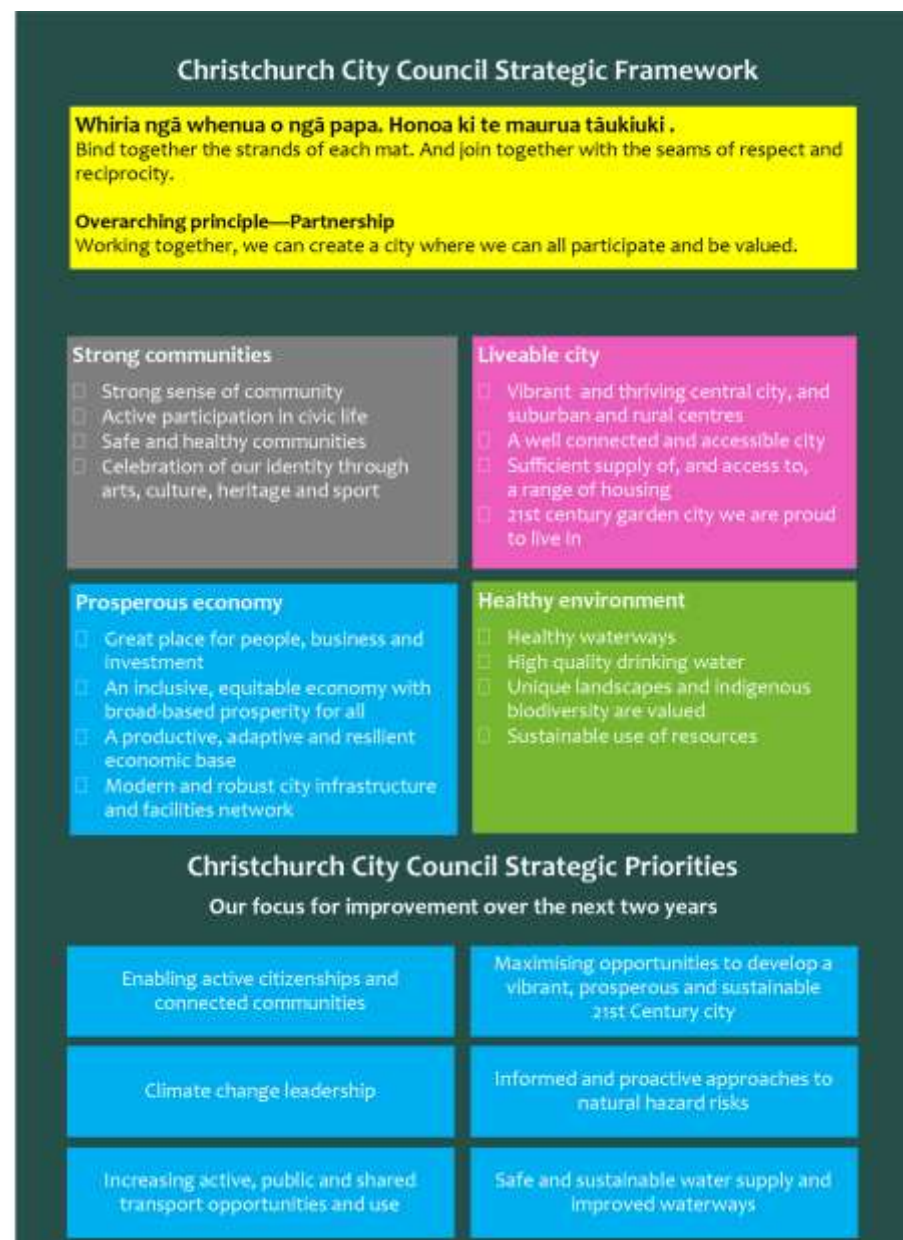 Christchurch City Council Strategic Framework
Whiria ngā whenua o ngā papa. Honoa ki te maurua tāukiuki .
Bind together the strands of each mat. And join together with the seams of respect and
reciprocity.
Overarching principle—Partnership
Working together, we can create a city where we can all participate and be valued.
Strong communities
Strong sense of community
Active participation in civic life
Safe and healthy communities
Celebration of our identity through
arts, culture, heritage and sport
Liveable city
Vibrant and thriving central city, and
suburban and rural centres
A well connected and accessible city
Sufficient supply of, and access to,
a range of housing
21st century garden city we are proud
to live in
Prosperous economy
Great place for people, business and
investment
An inclusive, equitable economy with
broad-based prosperity for all
A productive, adaptive and resilient
economic base
Modern and robust city infrastructure
and facilities network
Healthy environment
Healthy waterways
High quality drinking water
Unique landscapes and indigenous
biodiversity are valued
Sustainable use of resources
Christchurch City Council Strategic Priorities
Our focus for improvement over the next two years
Enabling active citizenships and
connected communities
Maximising opportunities to develop a
vibrant, prosperous and sustainable
21st Century city
Climate change leadership
Informed and proactive approaches to
natural hazard risks
Increasing active, public and shared
transport opportunities and use
Safe and sustainable water supply and
improved waterways